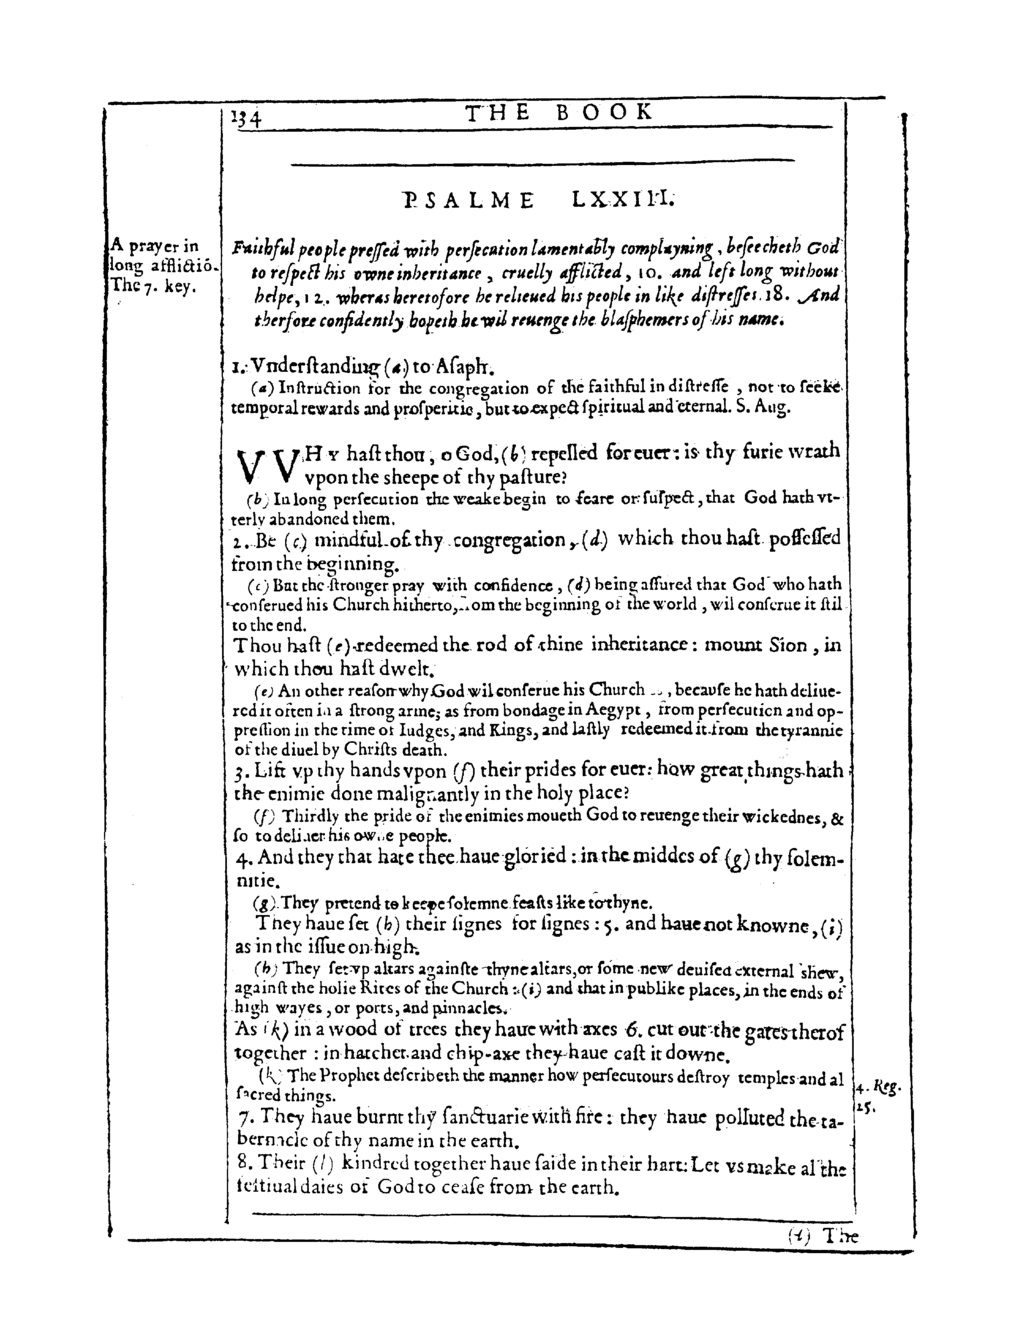 134 THE BOOK
PSALME LXXIII.
A prayer in
long afflictiō.
The 7. key.
Faithful people pressed with persecation lamentably complayning, beseecheth God
to respect his owne inheritance, cruelly afflicted, 10. and left long without
helpe, 12. wheras heretofore he relieued his people in like distresses. 18. And
therfore confidently hopeth he wil reuenge the blasphemers of his name.
1. Vnderstanding (a) to Asaph.
(a) Instruction for the congregation of the faithful in distresse, not to seeke
temporal rewards and prosperitie, but to expect spiritual and eternal. S. Aug.
VVHY hast thou, o God, (b) repelled for euer: is thy furie wrath
vpon the sheepe of thy pasture?
(b) In long persecution the weake begin to feare or suspect, that God hath vt-
terly abandoned them.
2. Be (c) mindful of thy congregation, (d) which thou hast possessed
from the beginning.
(c) But the stronger pray with confidence, (d) being assured that God who hath
conserued his Church hitherto, from the beginning of the world, wil conserue it stil
to the end.
Thou hast (e) redeemed the rod of thine inheritance: mount Sion, in
which thou hast dwelt.
(e) An other reason why God wil conserue his Church, because he hath deliue-
red it often in a strong arme; as from bondage in Aegypt, from persecution and op-
pression in the time of Iudges, and Kings, and lastly redeemed it from the tyrannie
of the diuel by Christs death.
3. Lift vp thy hands vpon (f) their prides for euer: how great things hath
the enimie done malignantly in the holy place?
(f) Thirdly the pride of the enimies moueth God to reuenge their wickednes, &
so to deliuer his owne people.
4. And they that hate thee haue gloried: in the middes of (g) thy solem-
nitie.
(g) They pretend to keepe solemne feasts like to thyne.
They haue set (h) their signes for signes: 5. and haue not knowne, (i)
as in the issue on high.
(h) They set vp altars againste thyne altars, or some new deuised external shew,
against the holie Rites of the Church: (i) and that in publike places, in the ends of
high wayes, or ports, and pinnacles.
As (k) in a wood of trees they haue with axes 6. cut out the gates therof
together: in hatchet and chip-axe they haue cast it downe.
(k) The Prophet describeth the manner how persecutours destroy temples and al
sacred things.
4. Reg.
25.
7. They haue burnt thy sanctuarie with fire: they haue polluted the ta-
bernacle of thy name in the earth.
8. Their (l) kindred together haue saide in their hart: Let vs make al the
festiual daies of God to cease from the earth.
(l) The